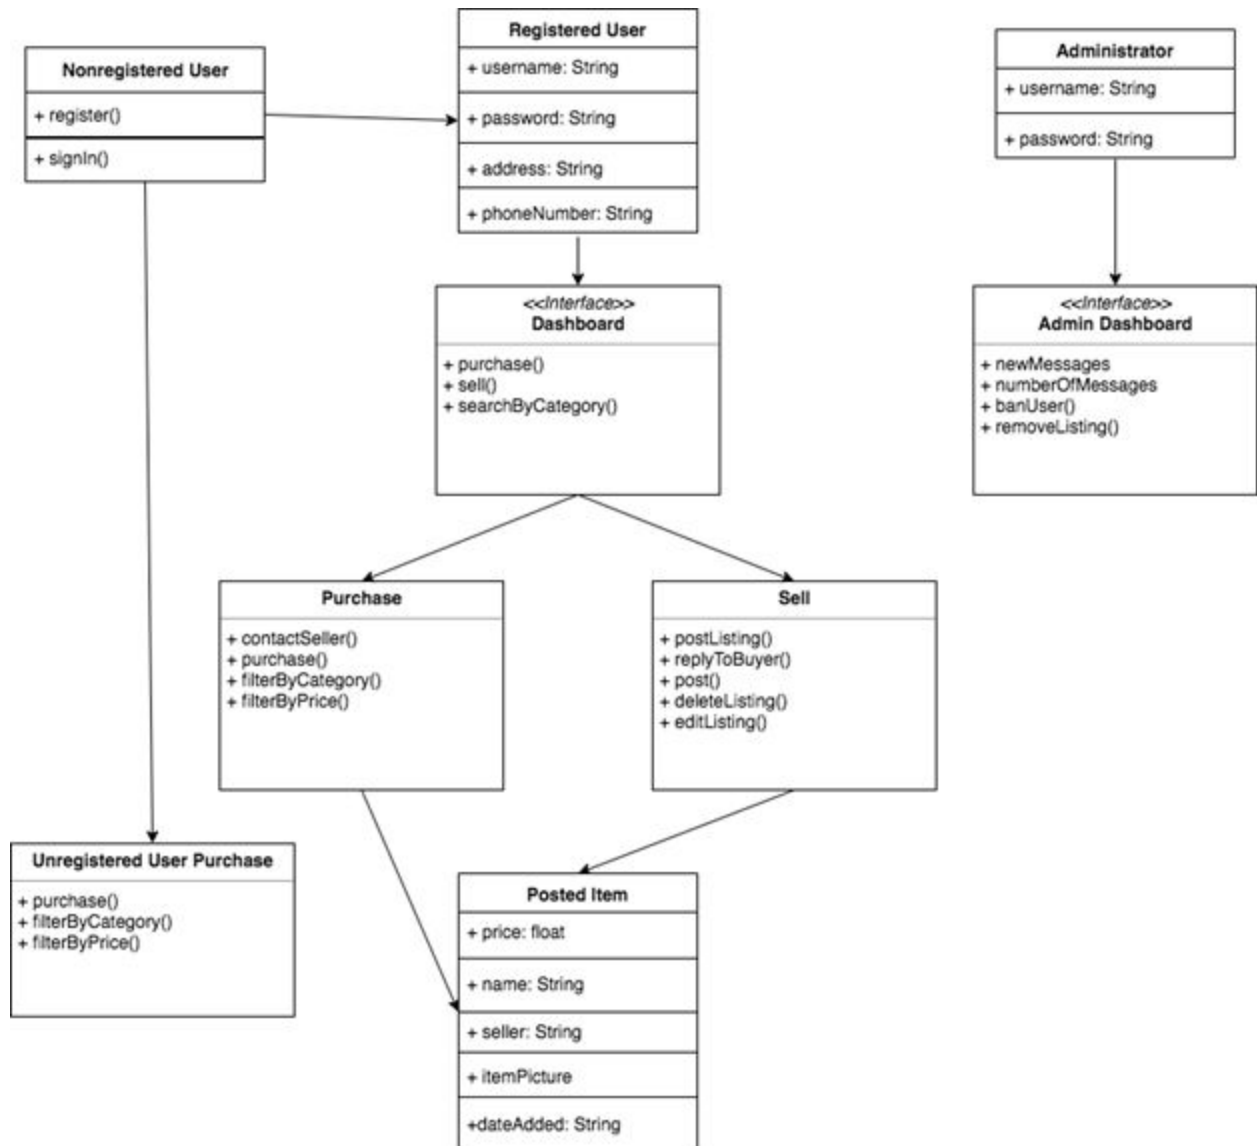 Nonregistered User
+ register()
+ signIn()
Registered User
+ username: String
+ password: String
+ address: String
+ phoneNumber: String
Administrator
+ username: String
+ password: String
<<Interface>>
Dashboard
+ purchase()
+ sell()
+ searchByCategory()
<<Interface>>
Admin Dashboard
+ newMessages
+ numberOfMessages
+ banUser()
+ removeListing()
Purchase
+ contactSeller()
+ purchase()
+ filterByCategory()
+ filterByPrice()
Sell
+ postListing()
+ replyToBuyer()
+ post()
+ deleteListing()
+ editListing()
Unregistered User Purchase
+ purchase()
+ filterByCategory()
+ filterByPrice()
Posted Item
+ price: float
+ name: String
+ seller: String
+ itemPicture
+dateAdded: String